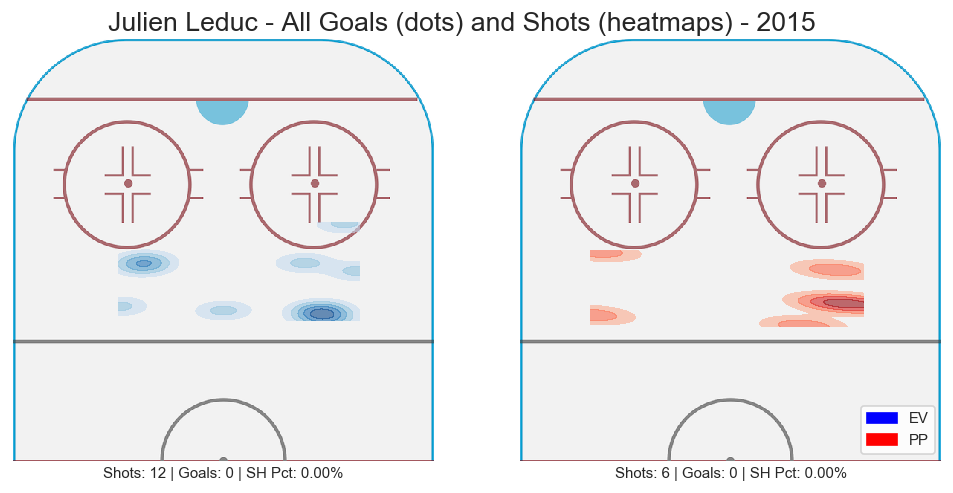 Julien Leduc - All Goals (dots) and Shots (heatmaps) - 2015
EV
PP
Shots: 12 | Goals: 0 | SH Pct: 0.00%
Shots: 6 | Goals: 0 | SH Pct: 0.00%